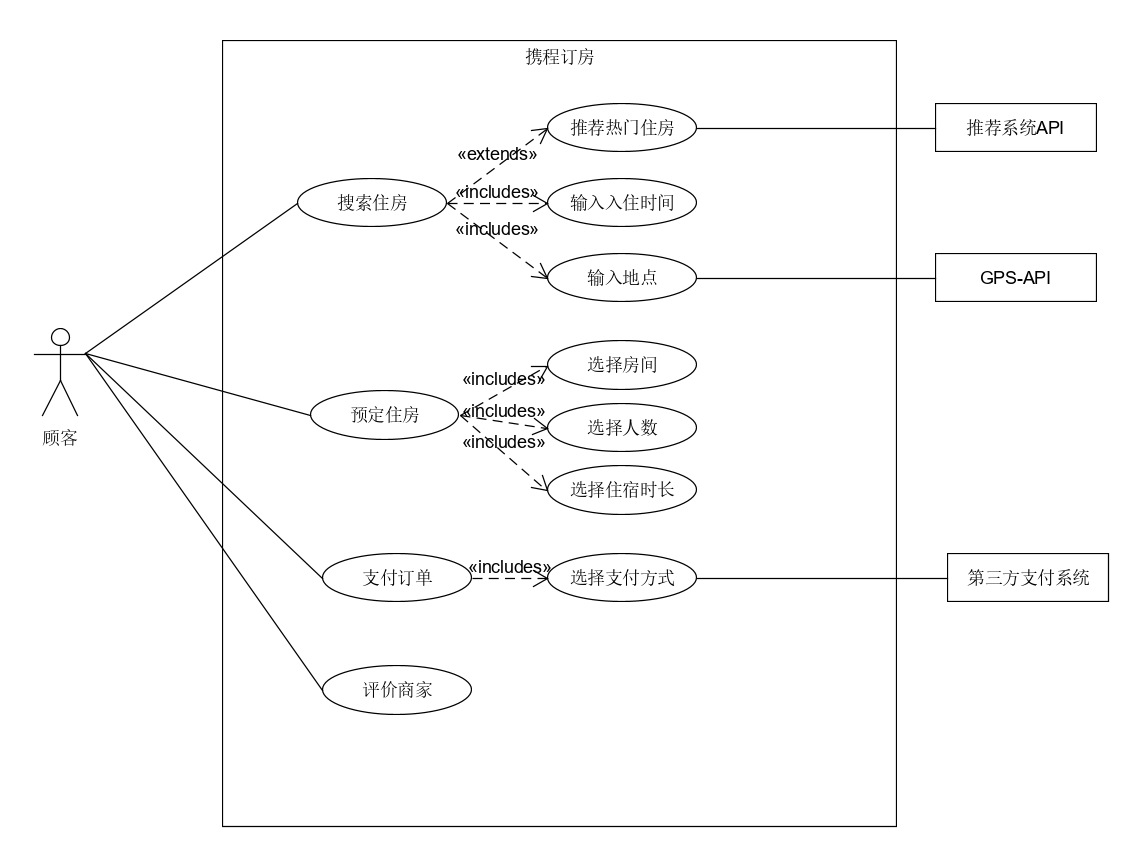 携程订房
推荐热门住房
推荐系统API
«extends»
搜索住房
«includes»
输入入住时间
«includes»
输入地点
GPS-API
顾客
选择房间
«includes»
预定住房
«includes»
选择人数
«includes»
选择住宿时长
支付订单
«includes»
选择支付方式
第三方支付系统
评价商家